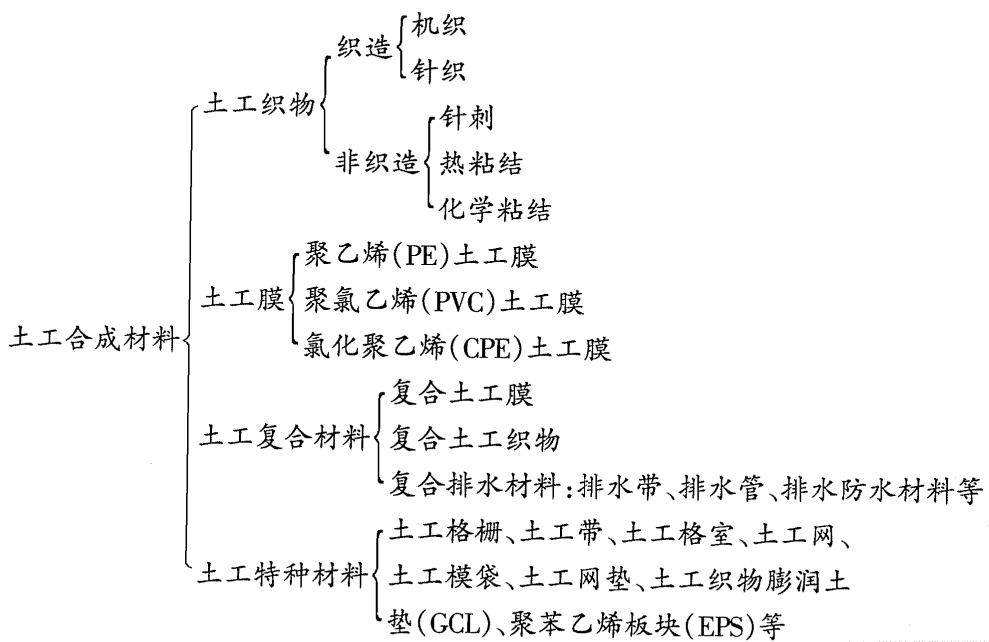 机织
织造
针织
土工织物
针刺
非织造
热粘结
化学粘结
聚乙烯(PE)土工膜
土工膜
聚氯乙烯(PVC)土工膜
土工合成材料
氯化聚乙烯(CPE)土工膜
复合土工膜
土工复合材料
复合土工织物
复合排水材料:排水带、排水管、排水防水材料等
土工格栅、土工带、土工格室、土工网、
土工特种材料
土工模袋、土工网垫、土工织物膨润土
垫(GCL)、聚苯乙烯板块(EPS)等